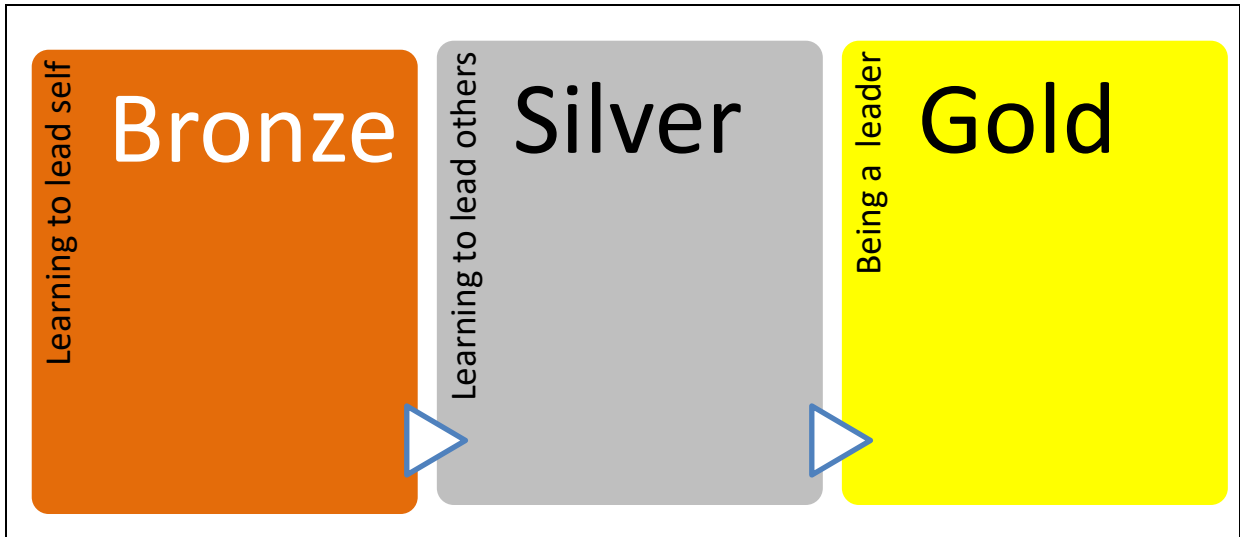 Learning to lead self
Bronze
Learning to lead others
Silver
Being a leader
Gold